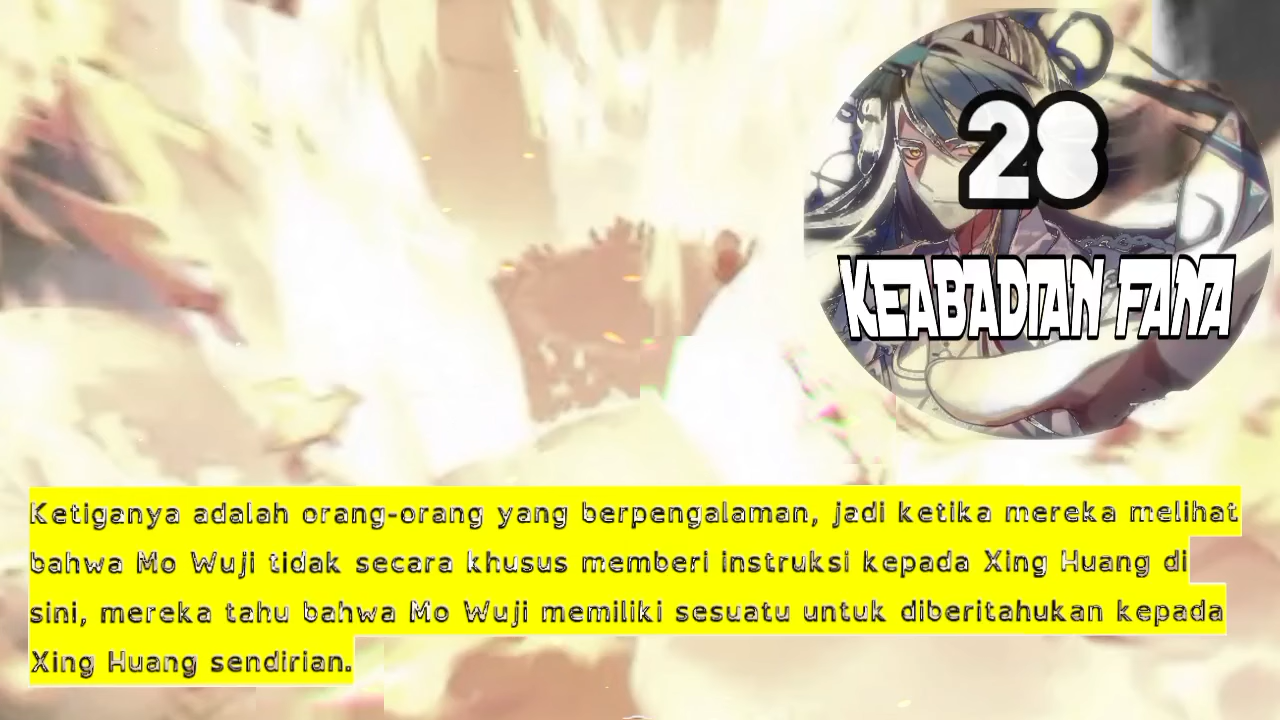 28
KEABADIAN FANA
Ketiganya adalah orang-orang yang berpengalaman, jadi ketika mereka melihat
bahwa Mo Wuji tidak secara khusus memberi instruksi kepada Xing Huang di
sini, mereka tahu bahwa Mo Wuji memiliki sesuatu untuk diberitahukan kepada
Xing Huang sendirian.